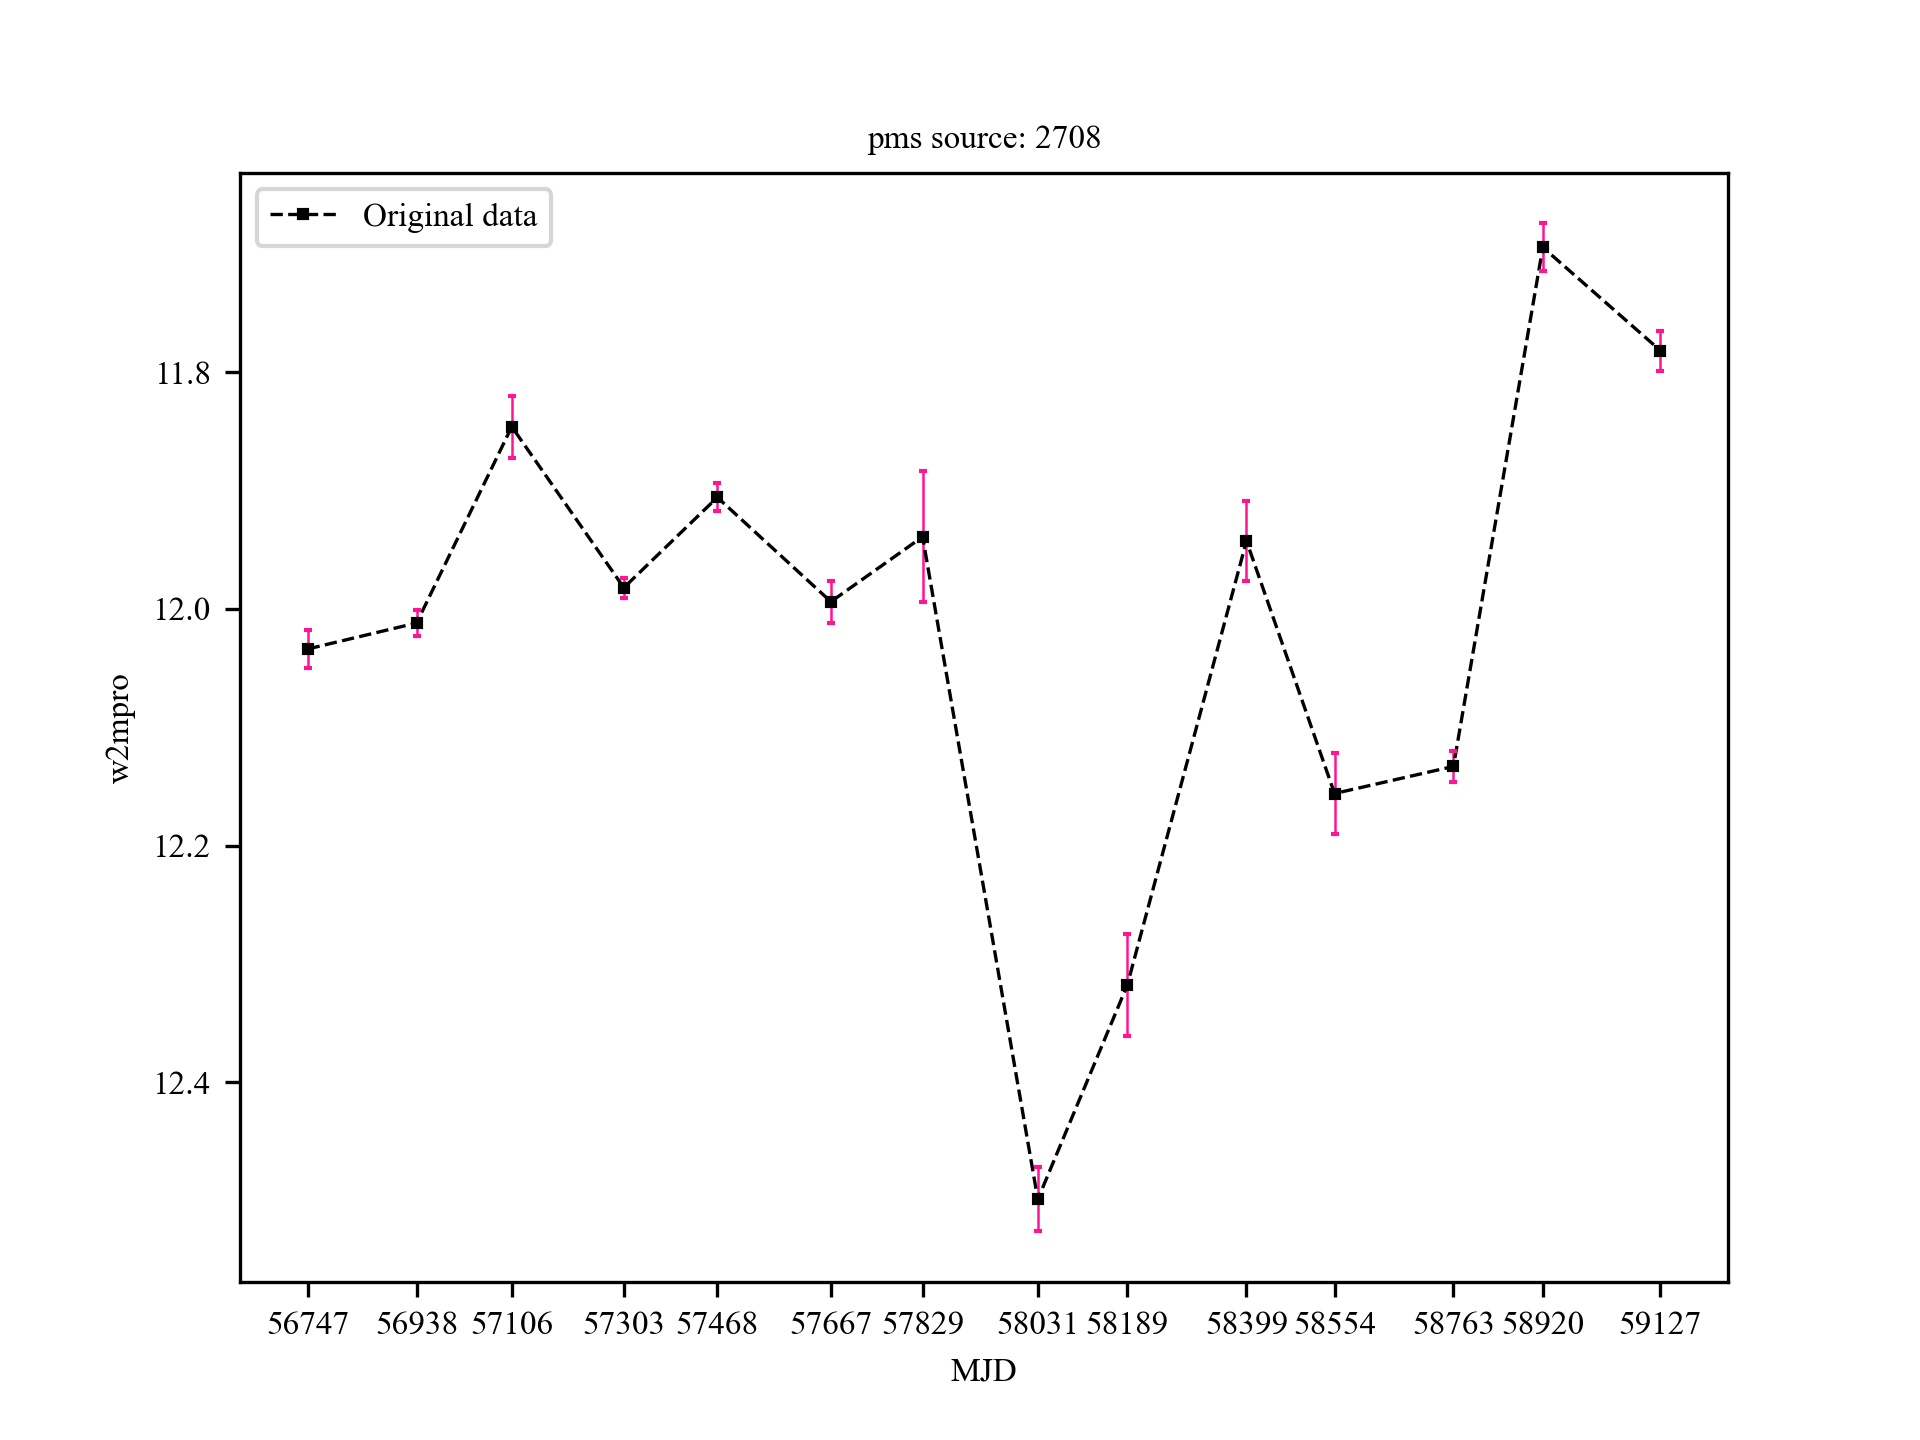 pms source: 2708
Original data
11.8
12.0
12.2
12.4
w2mpro
56747 56938 57106 57303 57468 57667 57829 58031 58189 58399 58554 58763 58920 59127
MJD